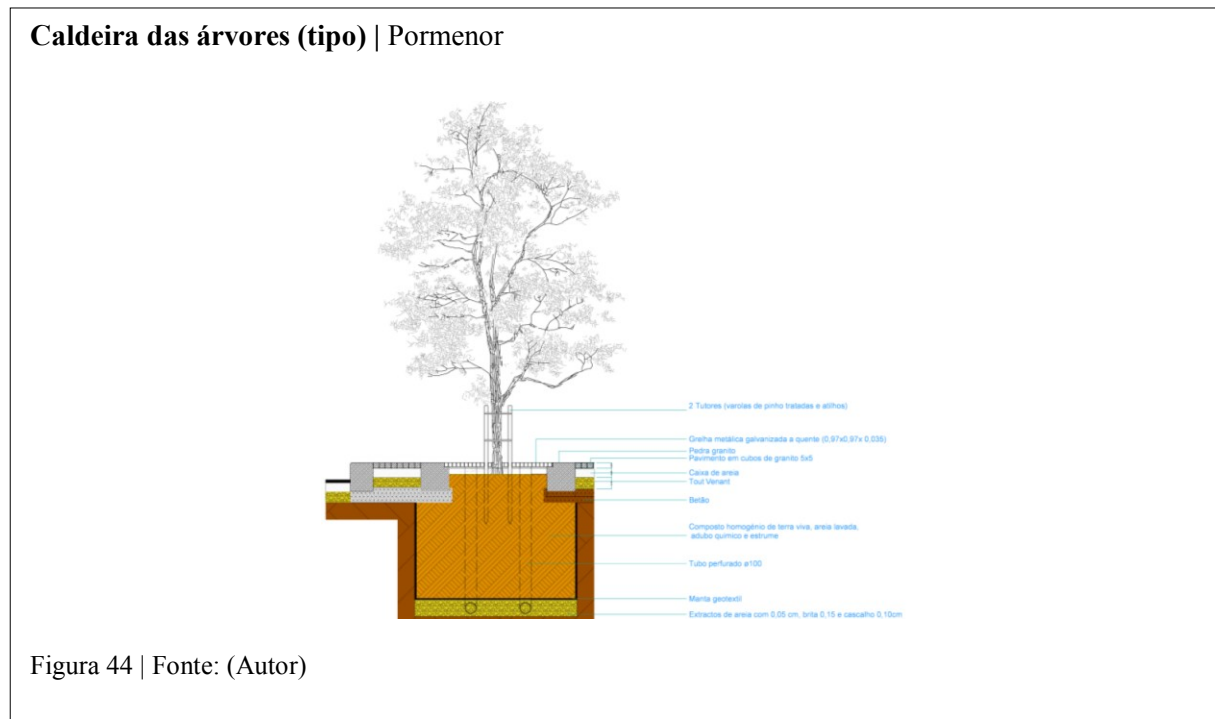 Caldeira das árvores (tipo) | Pormenor
2 Tutores (varolas de pinho tratadas e atilhos)
Grelha metálica galvanizada a quente (0,97x0,97x 0,035)
Pedra granito
Pavimento em cubos de granito 5x5
Caixa de areia
Toul Venant
Betão
Composto homogénio de terra viva, areia lavada,
adubo químico e estrume
Tubo perfurado ø100
Manta geotextil
Extractos de areia com 0,05 cm, brita 0,15 e cascalho 0,10cm
Figura 44 | Fonte: (Autor)